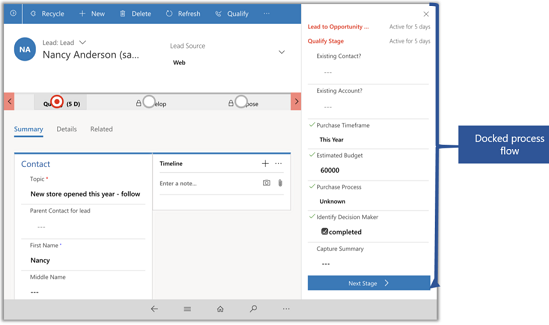 Recycle + New Delete Refresh Qualify ...
NA
Lead: Lead
Nancy Anderson (sa...
Lead Source
Web
Qu (5 D)
lop
ose
Summary Details Related
Contact
Topic *
New store opened this year - follow
Parent Contact for lead
---
First Name *
Nancy
Middle Name
---
Timeline
Enter a note...
Lead to Opportunity ... Active for 5 days
Qualify Stage Active for 5 days
Existing Contact?
---
Existing Account?
---
Purchase Timeframe
This Year
Estimated Budget
60000
Purchase Process
Unknown
Identify Decision Maker
completed
Capture Summary
---
Next Stage
Docked process
flow